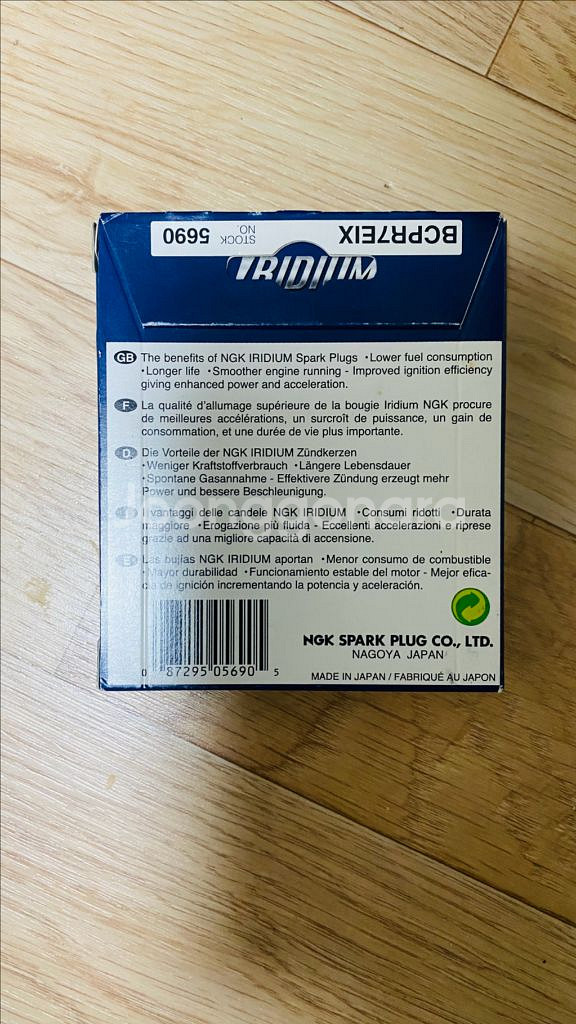 BCPR7EIX STOCK NO. 5690
IRIDIUM
GB The benefits of NGK IRIDIUM Spark Plugs •Lower fuel consumption
•Longer life •Smoother engine running - Improved ignition efficiency
giving enhanced power and acceleration.
F La qualité d'allumage supérieure de la bougie Iridium NGK procure
de meilleures accélérations, un surcroît de puissance, un gain de
consommation, et une durée de vie plus importante.
D Die Vorteile der NGK IRIDIUM Zündkerzen
•Weniger Kraftstoffverbrauch •Längere Lebensdauer
•Spontane Gasannahme - Effektivere Zündung erzeugt mehr
Power und bessere Beschleunigung.
I I vantaggi delle candele NGK IRIDIUM •Consumi ridotti •Durata
maggiore •Erogazione più fluida - Eccellenti accelerazioni e riprese
grazie ad una migliore capacità di accensione.
E Las bujías NGK IRIDIUM aportan •Menor consumo de combustible
•Mayor durabilidad •Funcionamiento estable del motor - Mejor efica-
cia de ignición incrementando la potencia y aceleración.
NGK SPARK PLUG CO., LTD.
NAGOYA JAPAN
0 87295 05690 5
MADE IN JAPAN / FABRIQUÉ AU JAPON